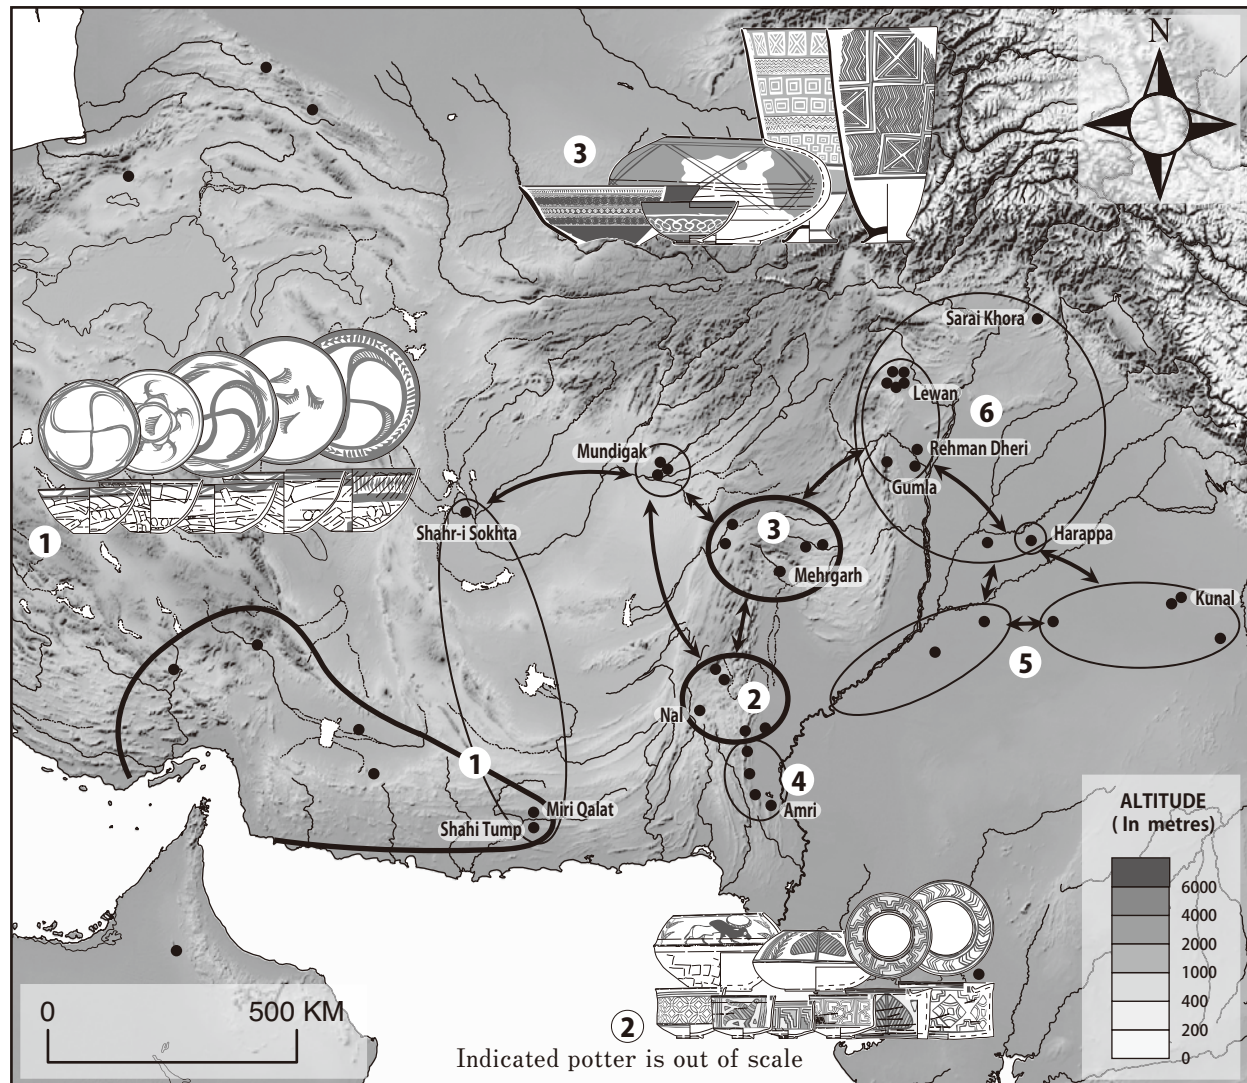 N
3
Sarai Khora
Lewan
6
Rehman Dheri
Gumla
Mundigak
Shahr-i Sokhta
1
3
Mehrgarh
Harappa
Kunal
5
2
Nal
1
4
Amri
Miri Qalat
Shahi Tump
ALTITUDE
( In metres)
6000
4000
2000
1000
400
200
0
0 500 KM
2
Indicated potter is out of scale